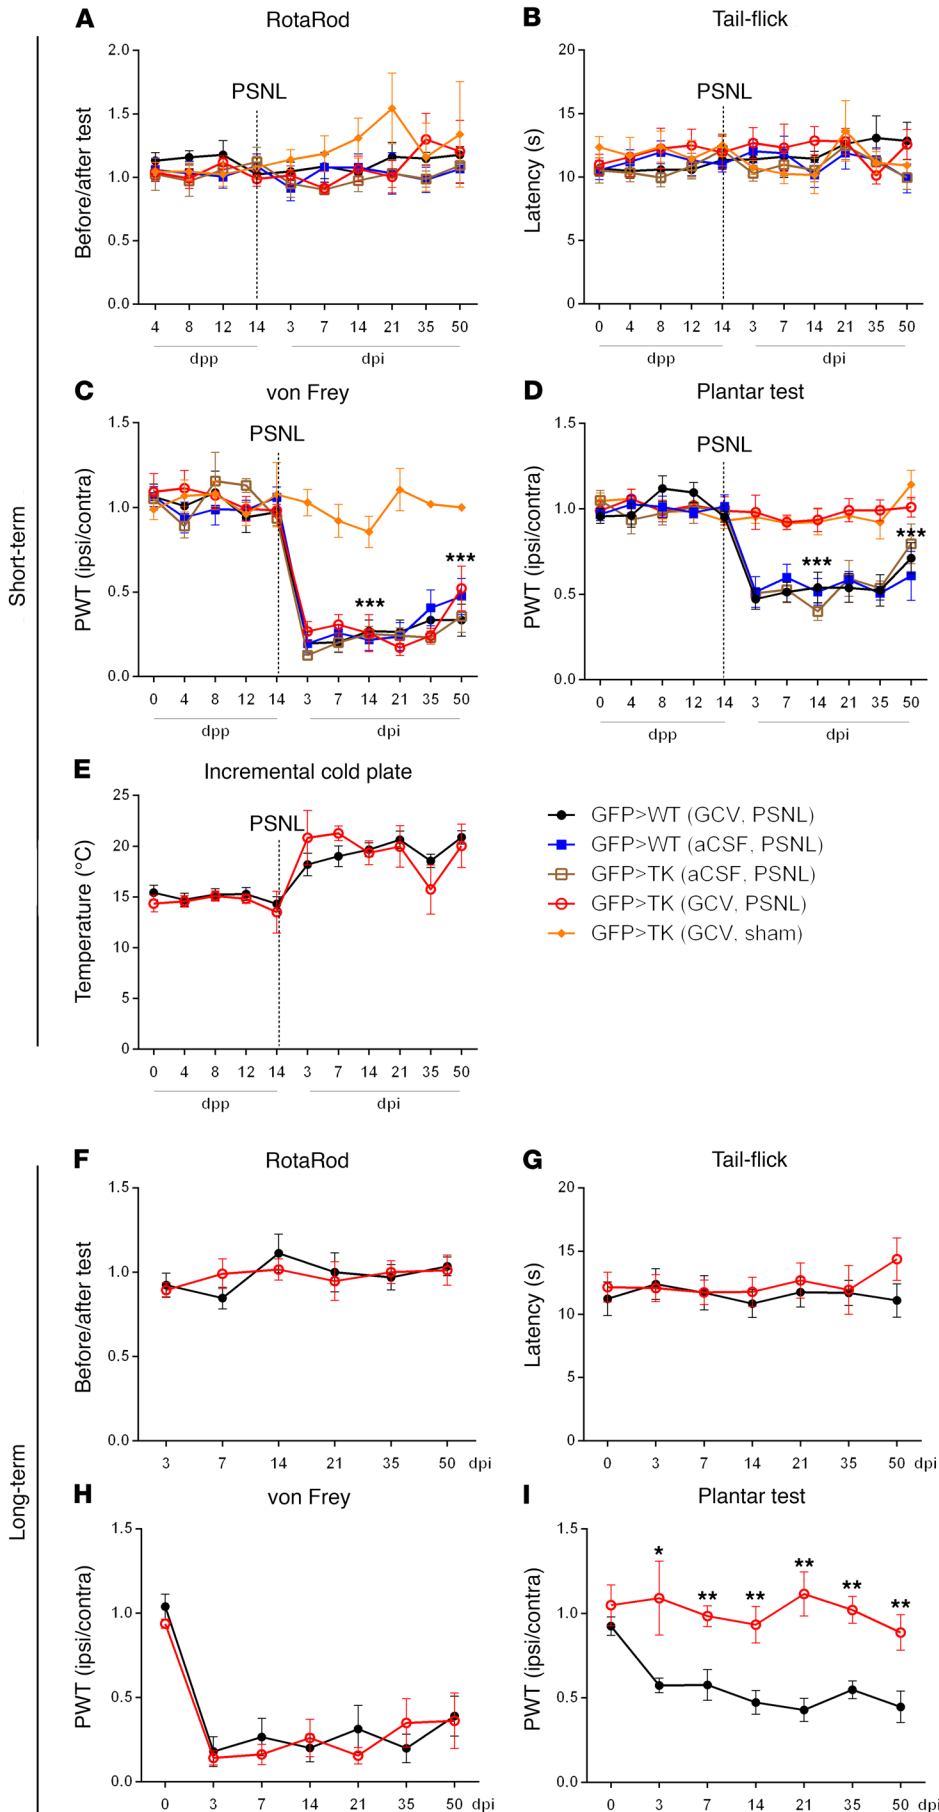 A RotaRod
Before/after test
2.0
1.5
1.0
0.5
0.0
PSNL
4 8 12 14 3 7 14 21 35 50
dpp dpi
B Tail-flick
Latency (s)
20
15
10
5
0
PSNL
0 4 8 12 14 3 7 14 21 35 50
dpp dpi
Short-term
C von Frey
PWT (ipsi/contra)
1.5
1.0
0.5
0.0
PSNL
***
***
0 4 8 12 14 3 7 14 21 35 50
dpp dpi
D Plantar test
PWT (ipsi/contra)
1.5
1.0
0.5
0.0
PSNL
***
***
0 4 8 12 14 3 7 14 21 35 50
dpp dpi
E Incremental cold plate
Temperature (°C)
25
20
15
10
5
0
PSNL
0 4 8 12 14 3 7 14 21 35 50
dpp dpi
GFP>WT (GCV, PSNL)
GFP>WT (aCSF, PSNL)
GFP>TK (aCSF, PSNL)
GFP>TK (GCV, PSNL)
GFP>TK (GCV, sham)
Long-term
F RotaRod
Before/after test
1.5
1.0
0.5
0.0
3 7 14 21 35 50 dpi
G Tail-flick
Latency (s)
20
15
10
5
0
0 3 7 14 21 35 50 dpi
H von Frey
PWT (ipsi/contra)
1.5
1.0
0.5
0.0
0 3 7 14 21 35 50 dpi
I Plantar test
PWT (ipsi/contra)
1.5
1.0
0.5
0.0
* ** ** ** ** **
0 3 7 14 21 35 50 dpi